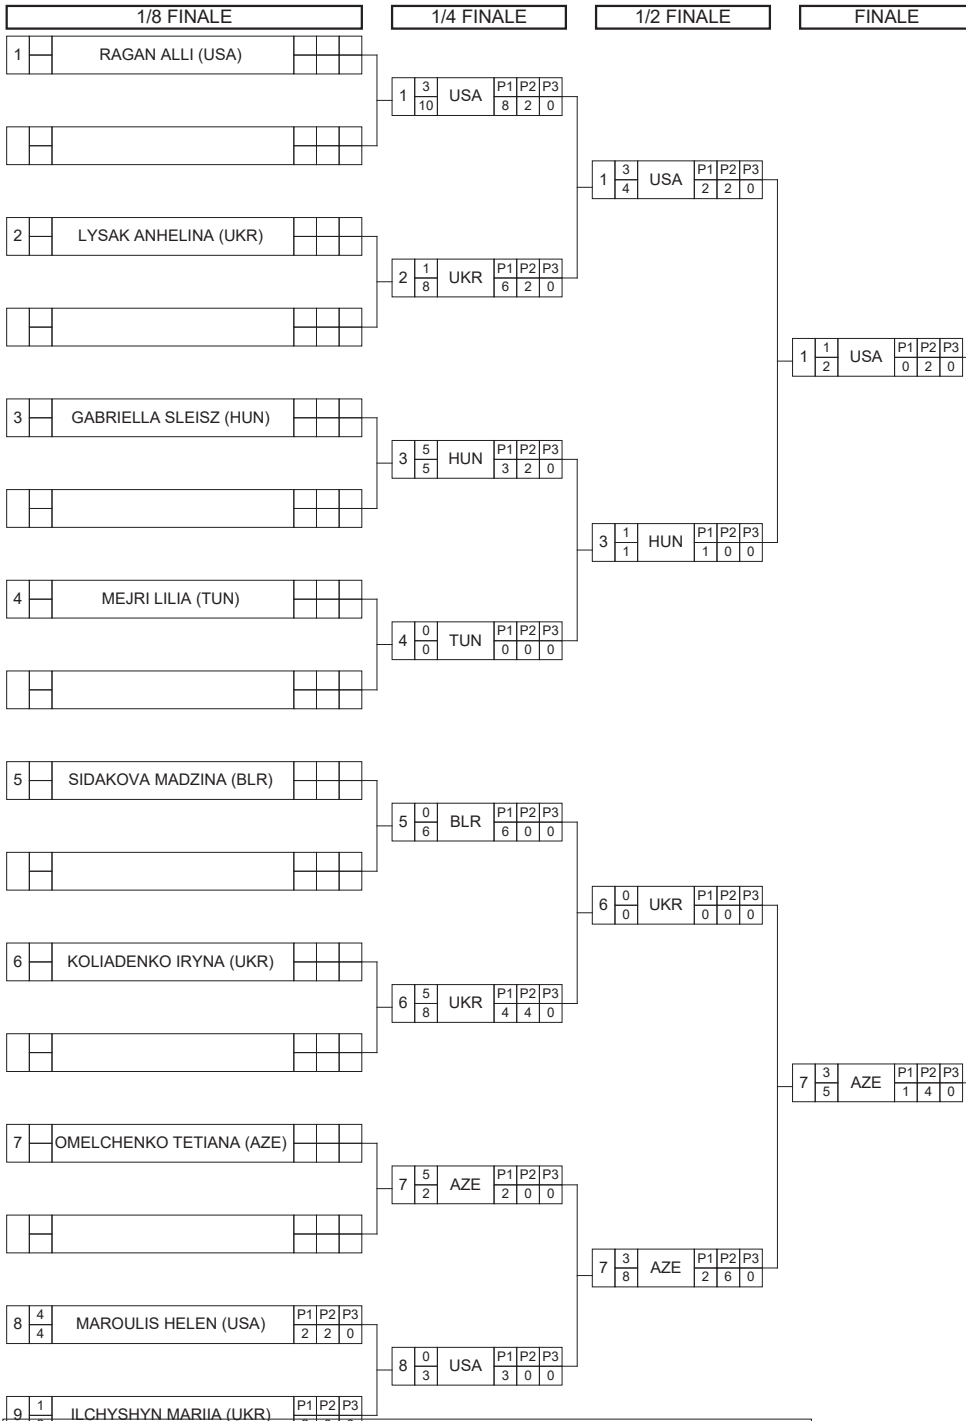 1/8 FINALE 1/4 FINALE 1/2 FINALE FINALE
1 RAGAN ALLI (USA)
1 3 10 USA P1 P2 P3 8 2 0
1 3 4 USA P1 P2 P3 2 2 0
2 LYSAK ANHELINA (UKR)
2 1 8 UKR P1 P2 P3 6 2 0
1 1 2 USA P1 P2 P3 0 2 0
3 GABRIELLA SLEISZ (HUN)
3 5 5 HUN P1 P2 P3 3 2 0
3 1 1 HUN P1 P2 P3 1 0 0
4 MEJRI LILIA (TUN)
4 0 0 TUN P1 P2 P3 0 0 0
5 SIDAKOVA MADZINA (BLR)
5 0 6 BLR P1 P2 P3 6 0 0
6 0 0 UKR P1 P2 P3 0 0 0
6 KOLIADENKO IRYNA (UKR)
6 5 8 UKR P1 P2 P3 4 4 0
7 3 5 AZE P1 P2 P3 1 4 0
7 OMELCHENKO TETIANA (AZE)
7 5 2 AZE P1 P2 P3 2 0 0
7 3 8 AZE P1 P2 P3 2 6 0
8 4 4 MAROULIS HELEN (USA) P1 P2 P3 2 2 0
8 0 3 USA P1 P2 P3 3 0 0
9 1 ILCHYSHYN MARIIA (UKR) P1 P2 P3